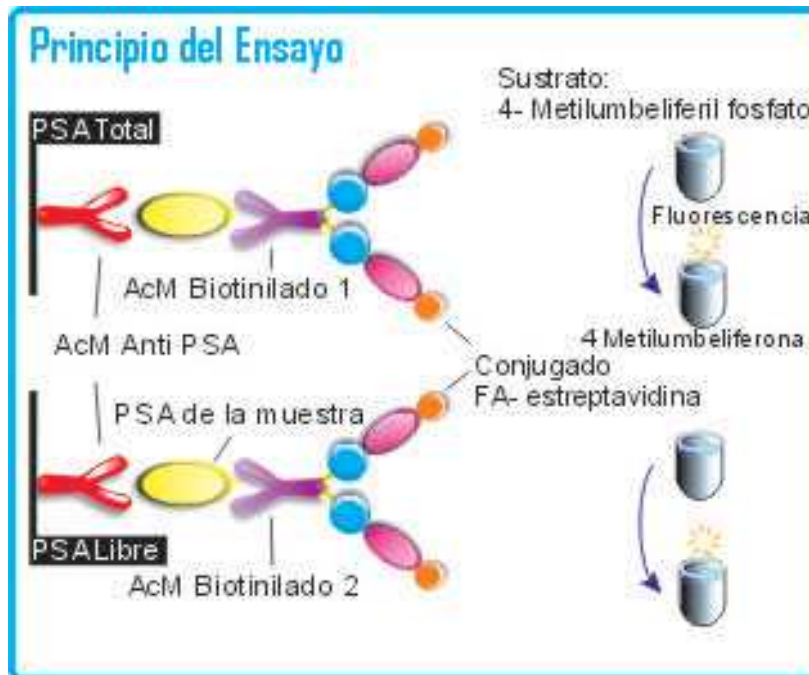 Principio del Ensayo
Sustrato:
4- Metilumbeliferil fosfato
PSA Total
Fluorescencia
AcM Biotinilado 1
4 Metilumbeliferona
AcM Anti PSA
Conjugado
FA- estreptavidina
PSA de la muestra
PSA Libre
AcM Biotinilado 2